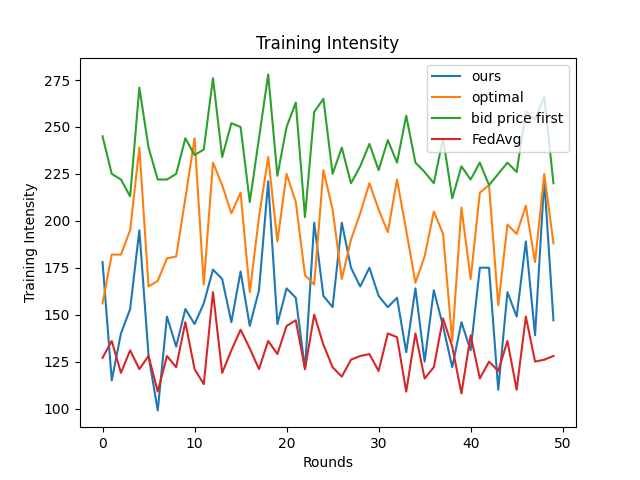 Training Intensity
ours
optimal
bid price first
FedAvg
Training Intensity
275
250
225
200
175
150
125
100
0
10
20
30
40
50
Rounds